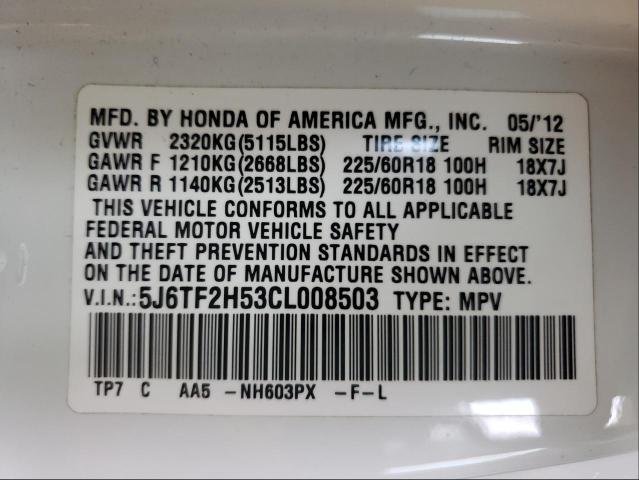 MFD. BY HONDA OF AMERICA MFG., INC. 05/'12
GVWR 2320KG(5115LBS) TIRE SIZE RIM SIZE
GAWR F 1210KG(2668LBS) 225/60R18 100H 18X7J
GAWR R 1140KG(2513LBS) 225/60R18 100H 18X7J
THIS VEHICLE CONFORMS TO ALL APPLICABLE
FEDERAL MOTOR VEHICLE SAFETY
AND THEFT PREVENTION STANDARDS IN EFFECT
ON THE DATE OF MANUFACTURE SHOWN ABOVE.
V.I.N.:5J6TF2H53CL008503 TYPE: MPV
TP7 C AA5 -NH603PX -F-L